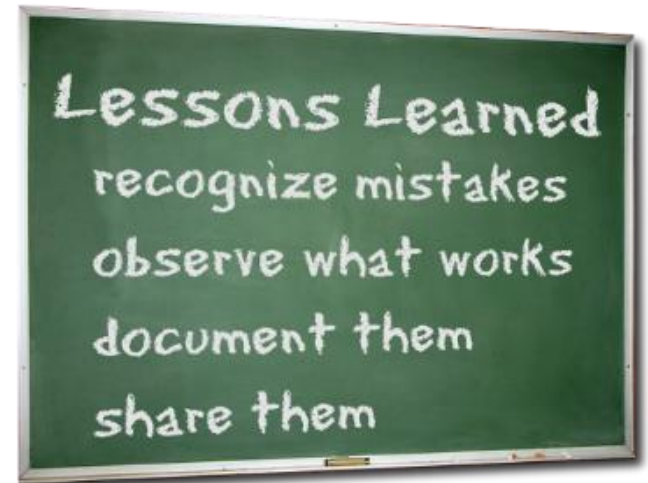 Lessons Learned
recognize mistakes
observe what works
document them
share them